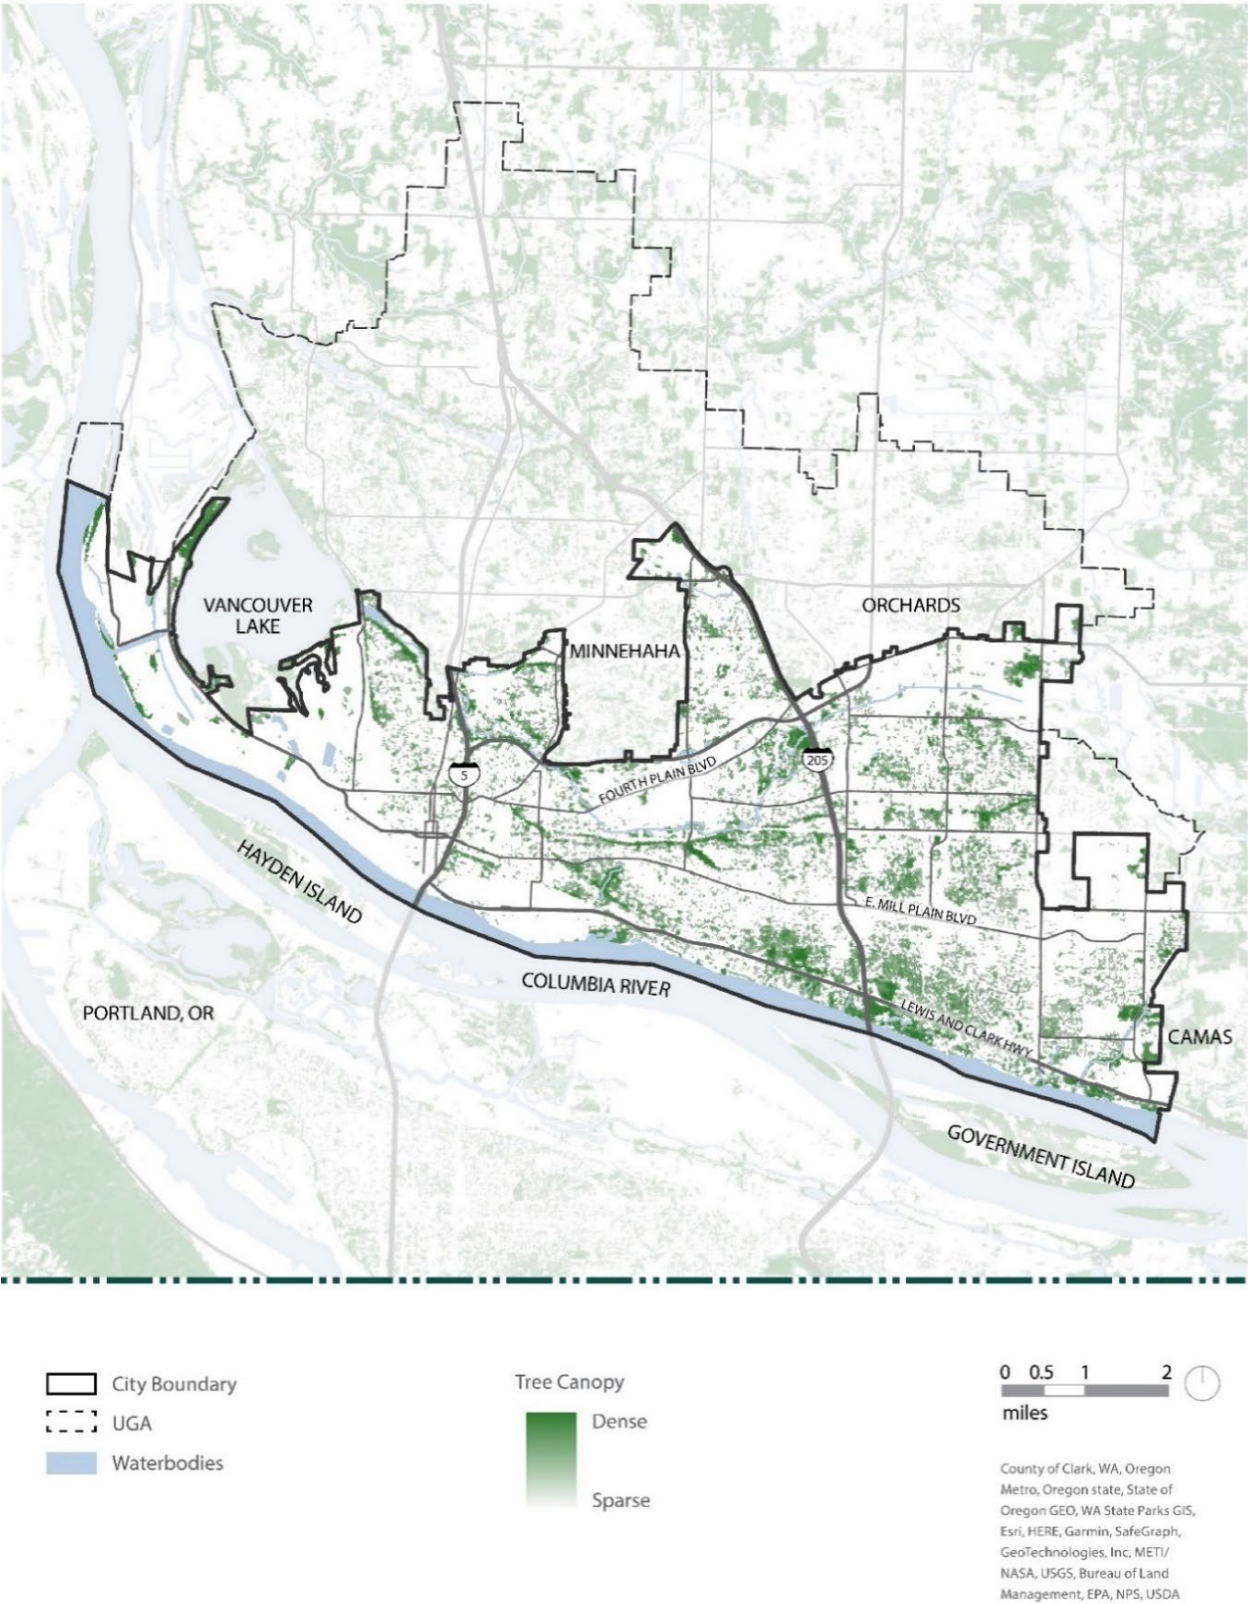 VANCOUVER
LAKE
ORCHARDS
MINNEHAHA
5
FOURTH PLAIN BLVD
205
HAYDEN ISLAND
E. MILL PLAIN BLVD
COLUMBIA RIVER
PORTLAND, OR
LEWIS AND CLARK HWY
CAMAS
GOVERNMENT ISLAND
City Boundary
UGA
Waterbodies
Tree Canopy
Dense
Sparse
0 0.5 1 2
miles
County of Clark, WA, Oregon
Metro, Oregon state, State of
Oregon GEO, WA State Parks GIS,
Esri, HERE, Garmin, SafeGraph,
GeoTechnologies, Inc, METI/
NASA, USGS, Bureau of Land
Management, EPA, NPS, USDA